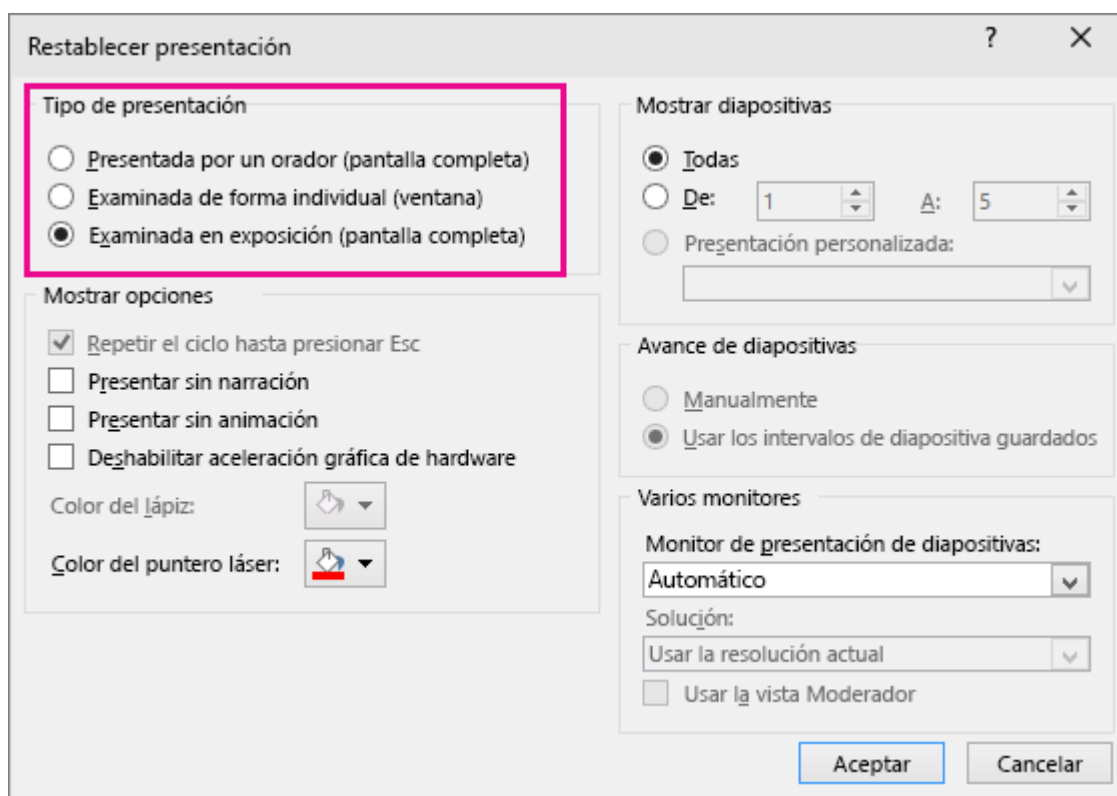 Restablecer presentación
?
Tipo de presentación
Presentada por un orador (pantalla completa)
Examinada de forma individual (ventana)
Examinada en exposición (pantalla completa)
Mostrar opciones
Repetir el ciclo hasta presionar Esc
Presentar sin narración
Presentar sin animación
Deshabilitar aceleración gráfica de hardware
Color del lápiz:
Color del puntero láser:
Mostrar diapositivas
Todas
De: 1 A: 5
Presentación personalizada:
Avance de diapositivas
Manualmente
Usar los intervalos de diapositiva guardados
Varios monitores
Monitor de presentación de diapositivas:
Automático
Solución:
Usar la resolución actual
Usar la vista Moderador
Aceptar Cancelar